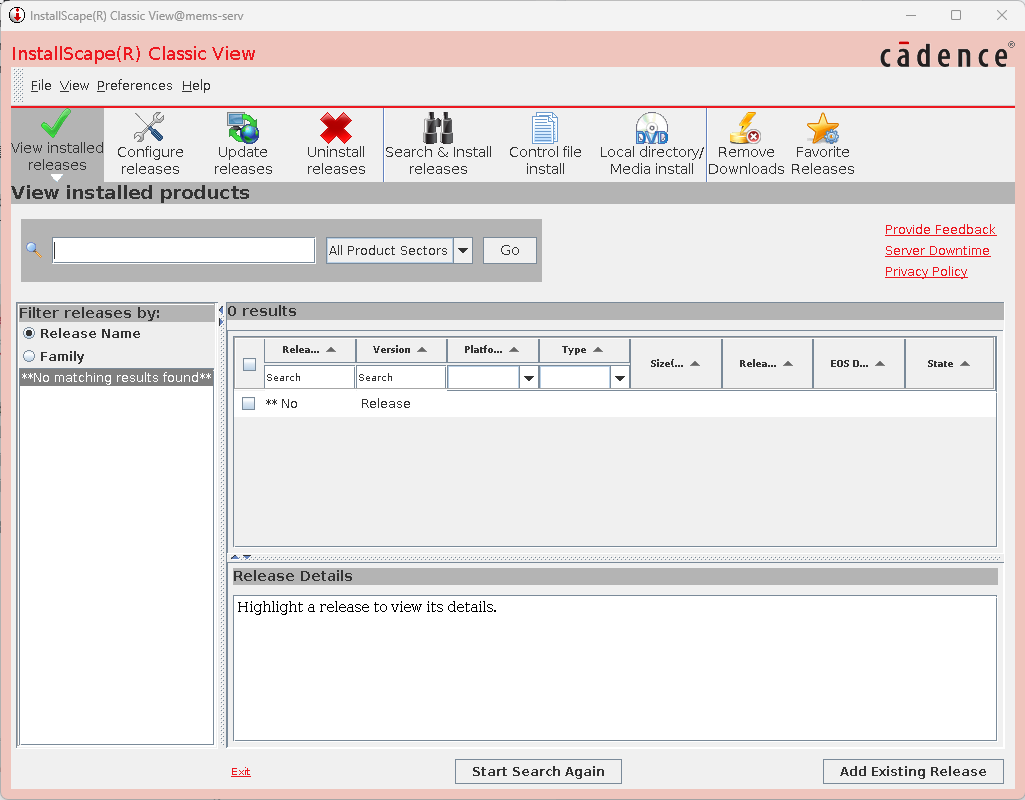 InstallScape(R) Classic View@mems-serv
InstallScape(R) Classic View
cādence®
File View Preferences Help
View installed releases
Configure releases
Update releases
Uninstall releases
Search & Install releases
Control file install
Local directory/ Media install
Remove Downloads
Favorite Releases
DVD
View installed products
All Product Sectors
Go
Provide Feedback
Server Downtime
Privacy Policy
Filter releases by:
Release Name
Family
**No matching results found**
0 results
Relea... Version Platfo... Type Size(... Relea... EOS D... State
Search Search
** No Release
Release Details
Highlight a release to view its details.
Exit
Start Search Again
Add Existing Release